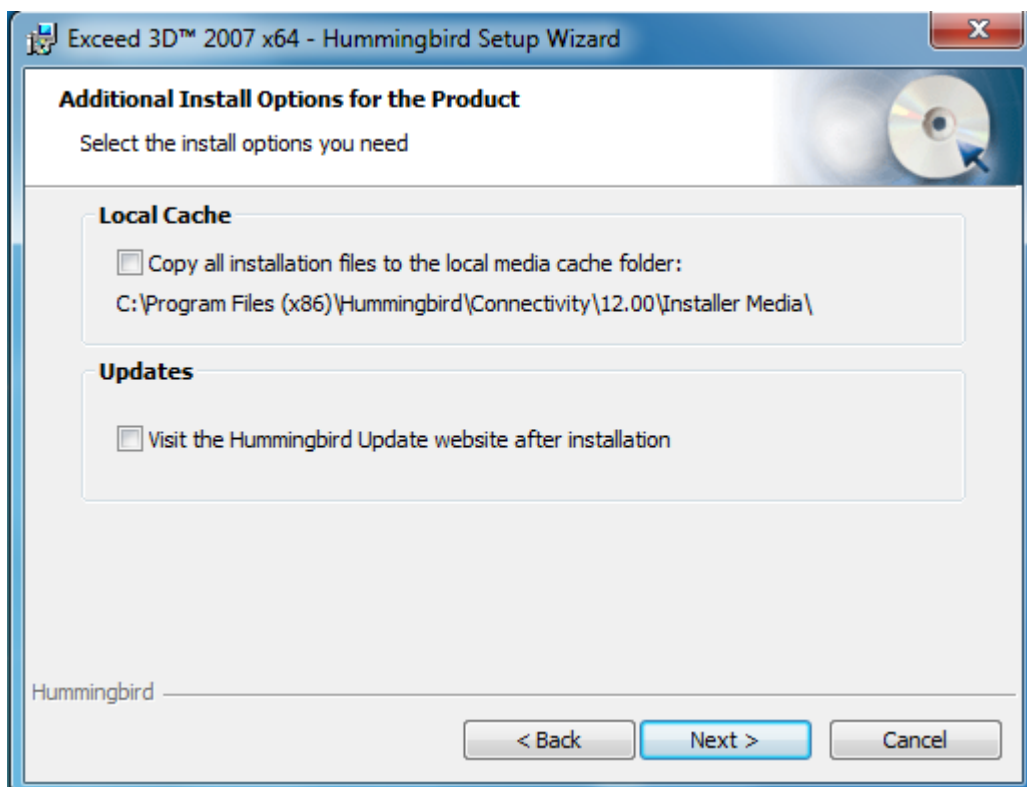 Exceed 3D™ 2007 x64 - Hummingbird Setup Wizard
Additional Install Options for the Product
Select the install options you need
Local Cache
Copy all installation files to the local media cache folder:
C:\Program Files (x86)\Hummingbird\Connectivity\12.00\Installer Media\
Updates
Visit the Hummingbird Update website after installation
Hummingbird
< Back Next > Cancel